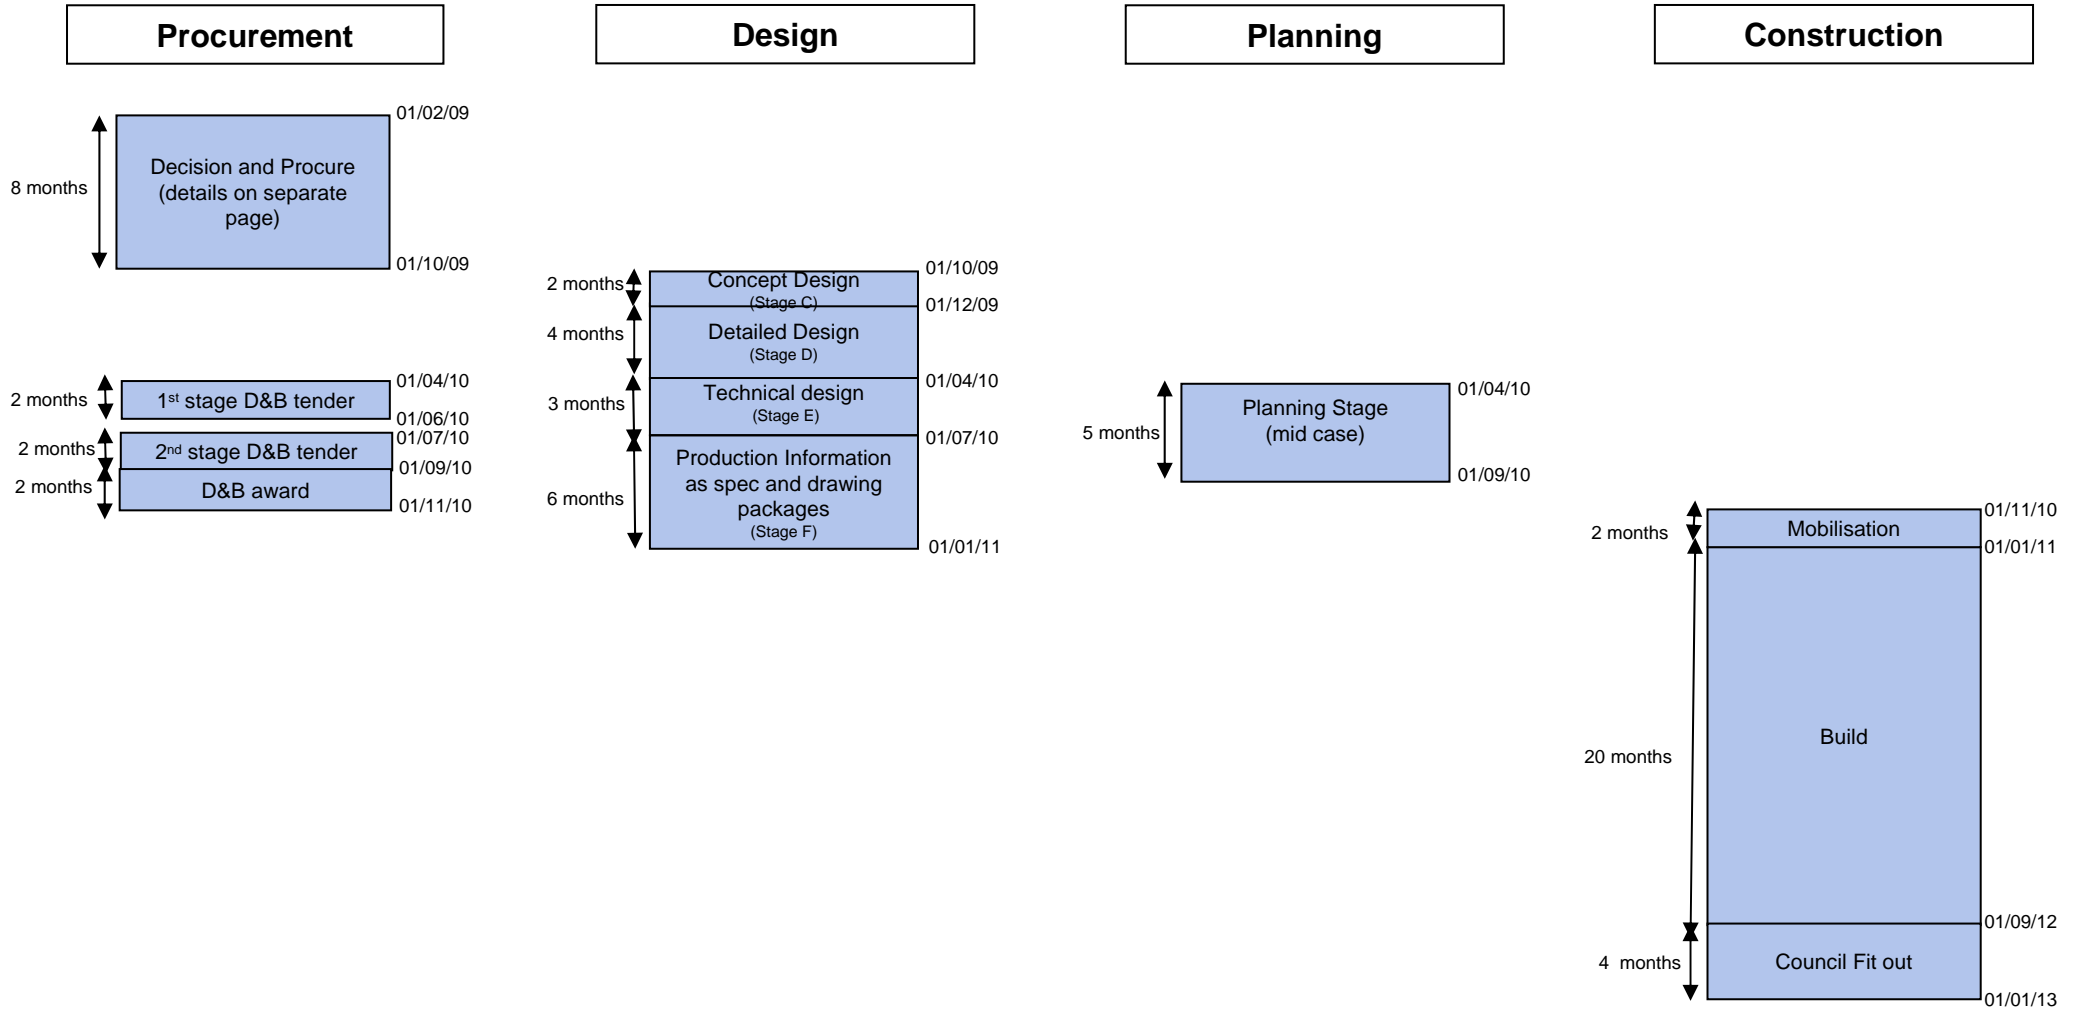 Procurement
Design
Planning
Construction
01/02/09
8 months
Decision and Procure
(details on separate
page)
01/10/09
1st stage D&B tender
2 months
01/04/10
01/06/10
2nd stage D&B tender
2 months
01/07/10
01/09/10
D&B award
2 months
01/11/10
01/10/09
2 months
Concept Design
(Stage C)
01/12/09
4 months
Detailed Design
(Stage D)
01/04/10
3 months
Technical design
(Stage E)
01/07/10
6 months
Production Information
as spec and drawing
packages
(Stage F)
01/01/11
01/04/10
5 months
Planning Stage
(mid case)
01/09/10
01/11/10
2 months
Mobilisation
01/01/11
20 months
Build
01/09/12
4 months
Council Fit out
01/01/13